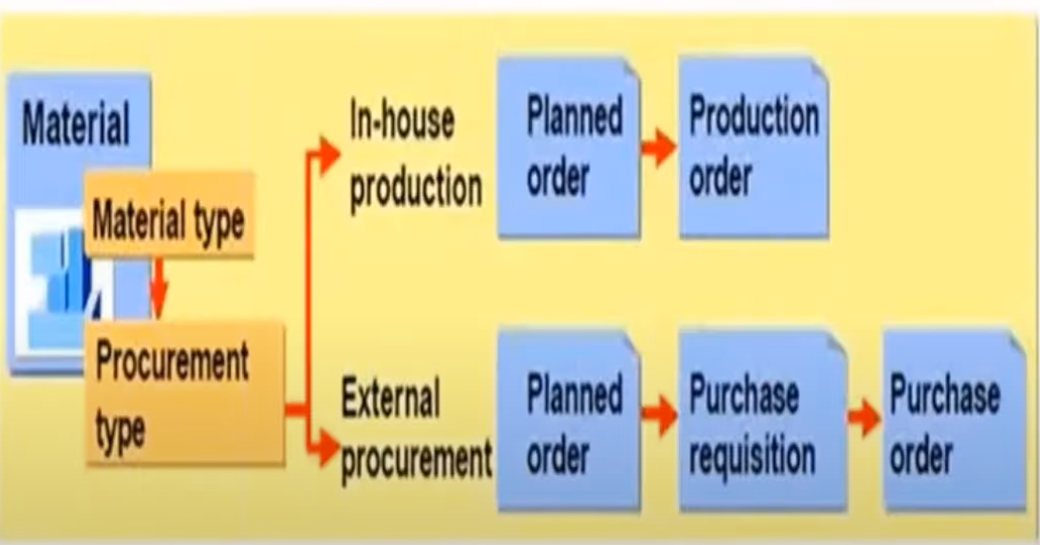 Material
Material type
Procurement
type
In-house
production
Planned
order
Production
order
External
procurement
Planned
order
Purchase
requisition
Purchase
order